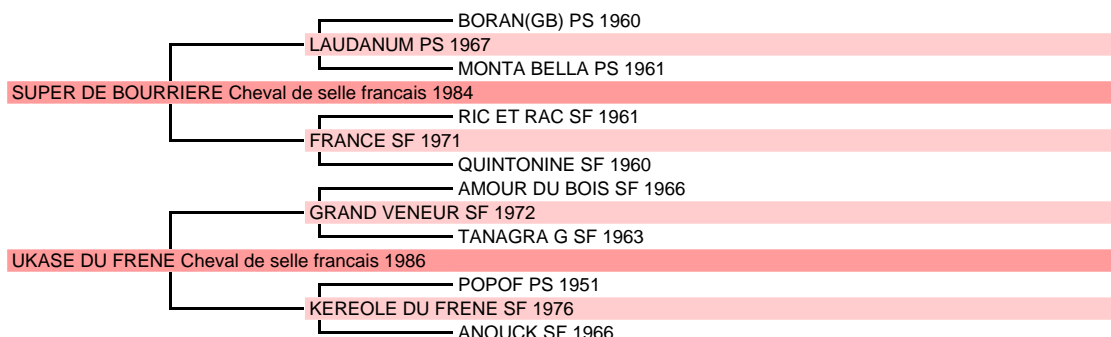 BORAN(GB) PS 1960
LAUDANUM PS 1967
MONTA BELLA PS 1961
SUPER DE BOURRIERE Cheval de selle francais 1984
RIC ET RAC SF 1961
FRANCE SF 1971
QUINTONINE SF 1960
AMOUR DU BOIS SF 1966
GRAND VENEUR SF 1972
TANAGRA G SF 1963
UKASE DU FRENE Cheval de selle francais 1986
POPOF PS 1951
KEREOLE DU FRENE SF 1976
ANOUCK SF 1966